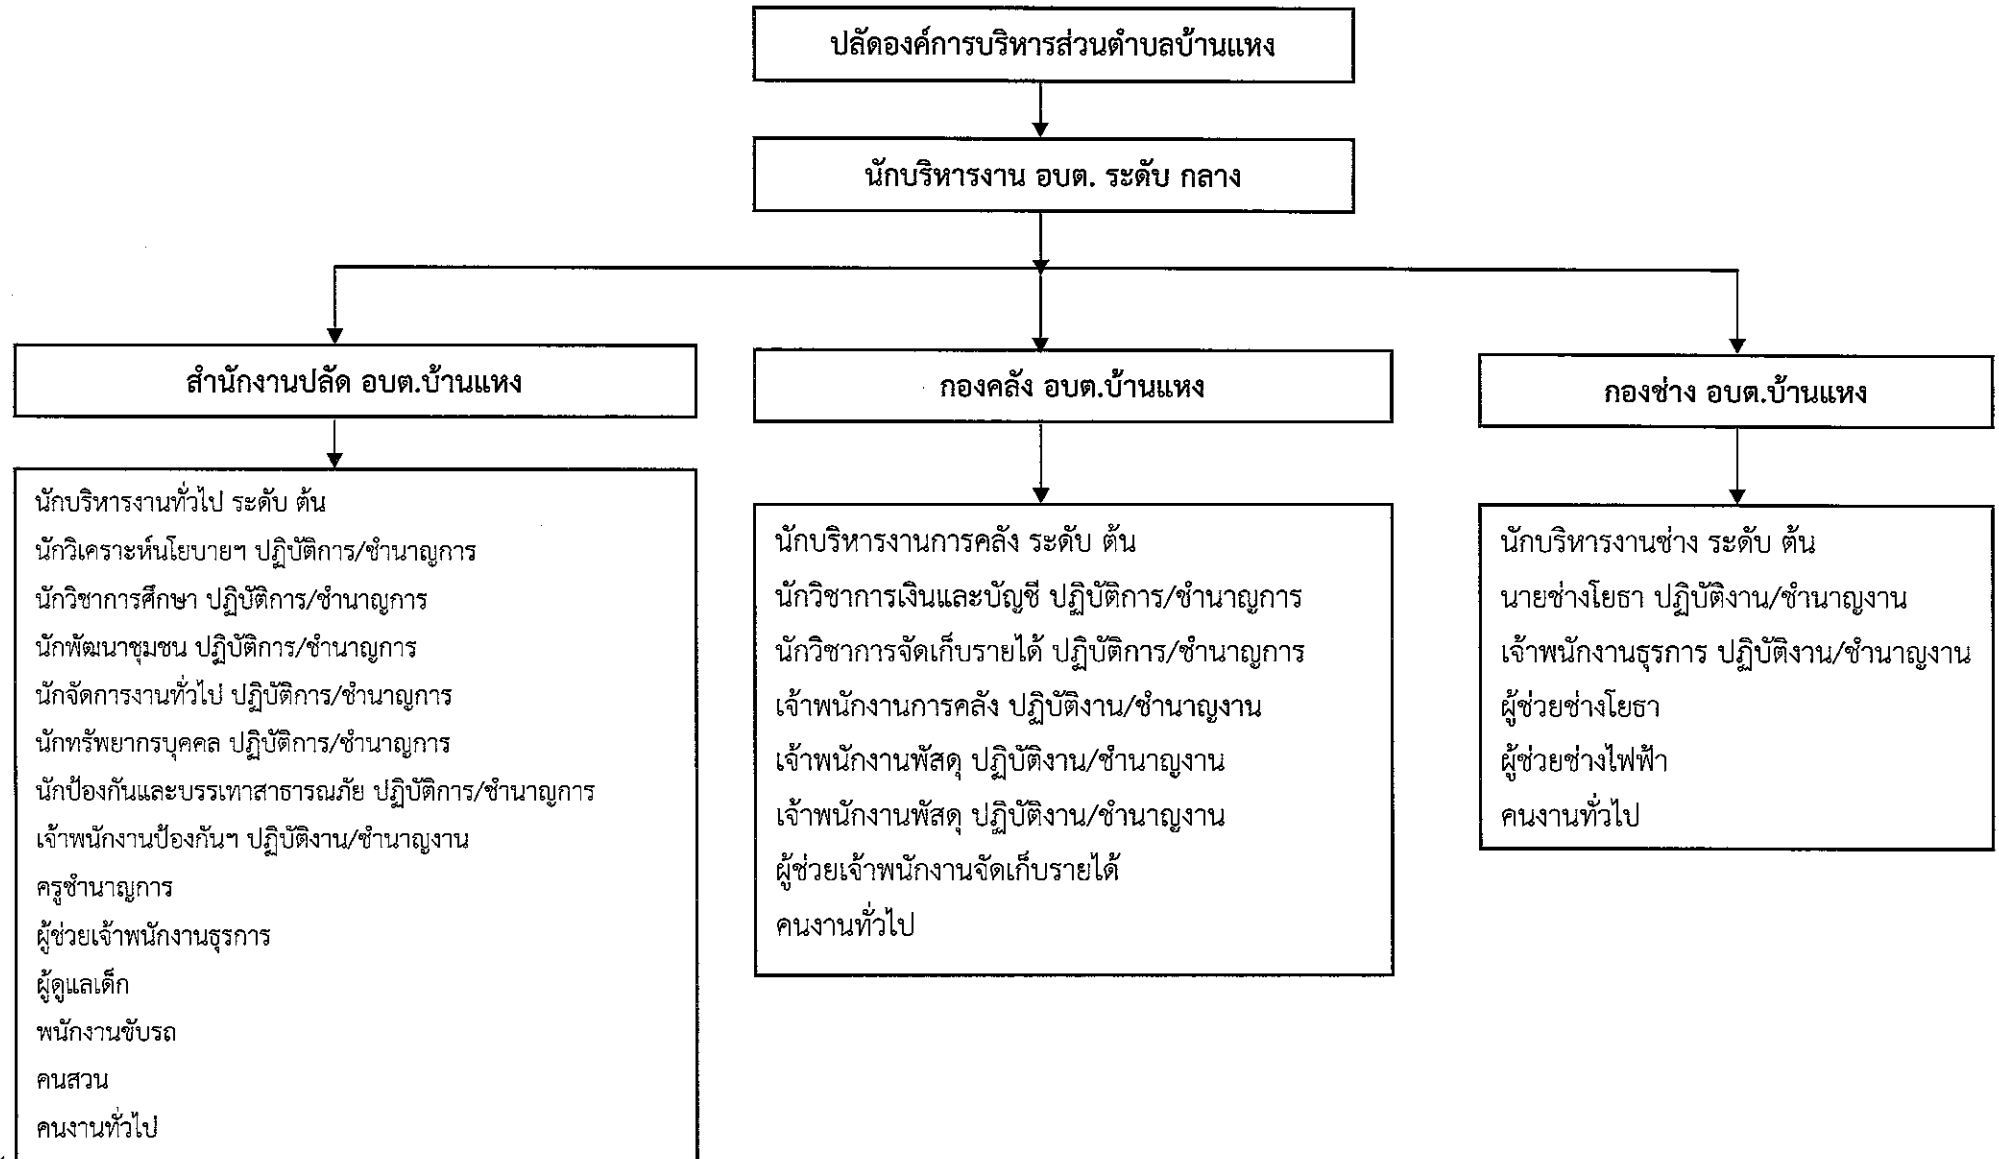 ปลัดองค์การบริหารส่วนตำบลบ้านแหง
นักบริหารงาน อบต. ระดับ กลาง
สำนักงานปลัด อบต.บ้านแหง
นักบริหารงานทั่วไป ระดับ ต้น
นักวิเคราะห์นโยบายฯ ปฏิบัติการ/ชำนาญการ
นักวิชาการศึกษา ปฏิบัติการ/ชำนาญการ
นักพัฒนาชุมชน ปฏิบัติการ/ชำนาญการ
นักจัดการงานทั่วไป ปฏิบัติการ/ชำนาญการ
นักทรัพยากรบุคคล ปฏิบัติการ/ชำนาญการ
นักป้องกันและบรรเทาสาธารณภัย ปฏิบัติการ/ชำนาญการ
เจ้าพนักงานป้องกันฯ ปฏิบัติงาน/ชำนาญงาน
ครูชำนาญการ
ผู้ช่วยเจ้าพนักงานธุรการ
ผู้ดูแลเด็ก
พนักงานขับรถ
คนสวน
คนงานทั่วไป
กองคลัง อบต.บ้านแหง
นักบริหารงานการคลัง ระดับ ต้น
นักวิชาการเงินและบัญชี ปฏิบัติการ/ชำนาญการ
นักวิชาการจัดเก็บรายได้ ปฏิบัติการ/ชำนาญการ
เจ้าพนักงานการคลัง ปฏิบัติงาน/ชำนาญงาน
เจ้าพนักงานพัสดุ ปฏิบัติงาน/ชำนาญงาน
เจ้าพนักงานพัสดุ ปฏิบัติงาน/ชำนาญงาน
ผู้ช่วยเจ้าพนักงานจัดเก็บรายได้
คนงานทั่วไป
กองช่าง อบต.บ้านแหง
นักบริหารงานช่าง ระดับ ต้น
นายช่างโยธา ปฏิบัติงาน/ชำนาญงาน
เจ้าพนักงานธุรการ ปฏิบัติงาน/ชำนาญงาน
ผู้ช่วยช่างโยธา
ผู้ช่วยช่างไฟฟ้า
คนงานทั่วไป